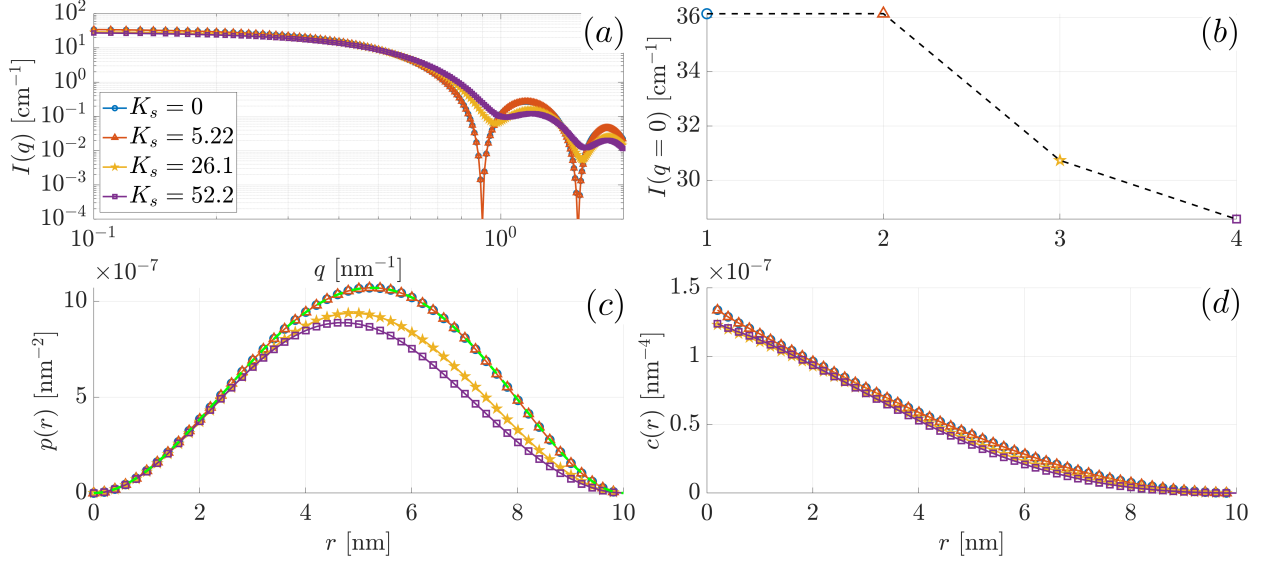 10^2
10^1
10^0
10^-1
10^-2
10^-3
10^-4
I(q) [cm^-1]
K_s = 0
K_s = 5.22
K_s = 26.1
K_s = 52.2
(a)
10^-1
10^0
q [nm^-1]
36
34
32
30
I(q = 0) [cm^-1]
(b)
1
2
3
4
×10^-7
10
5
0
p(r) [nm^-2]
(c)
0
2
4
6
8
10
r [nm]
×10^-7
1.5
1
0.5
0
c(r) [nm^-4]
(d)
0
2
4
6
8
10
r [nm]